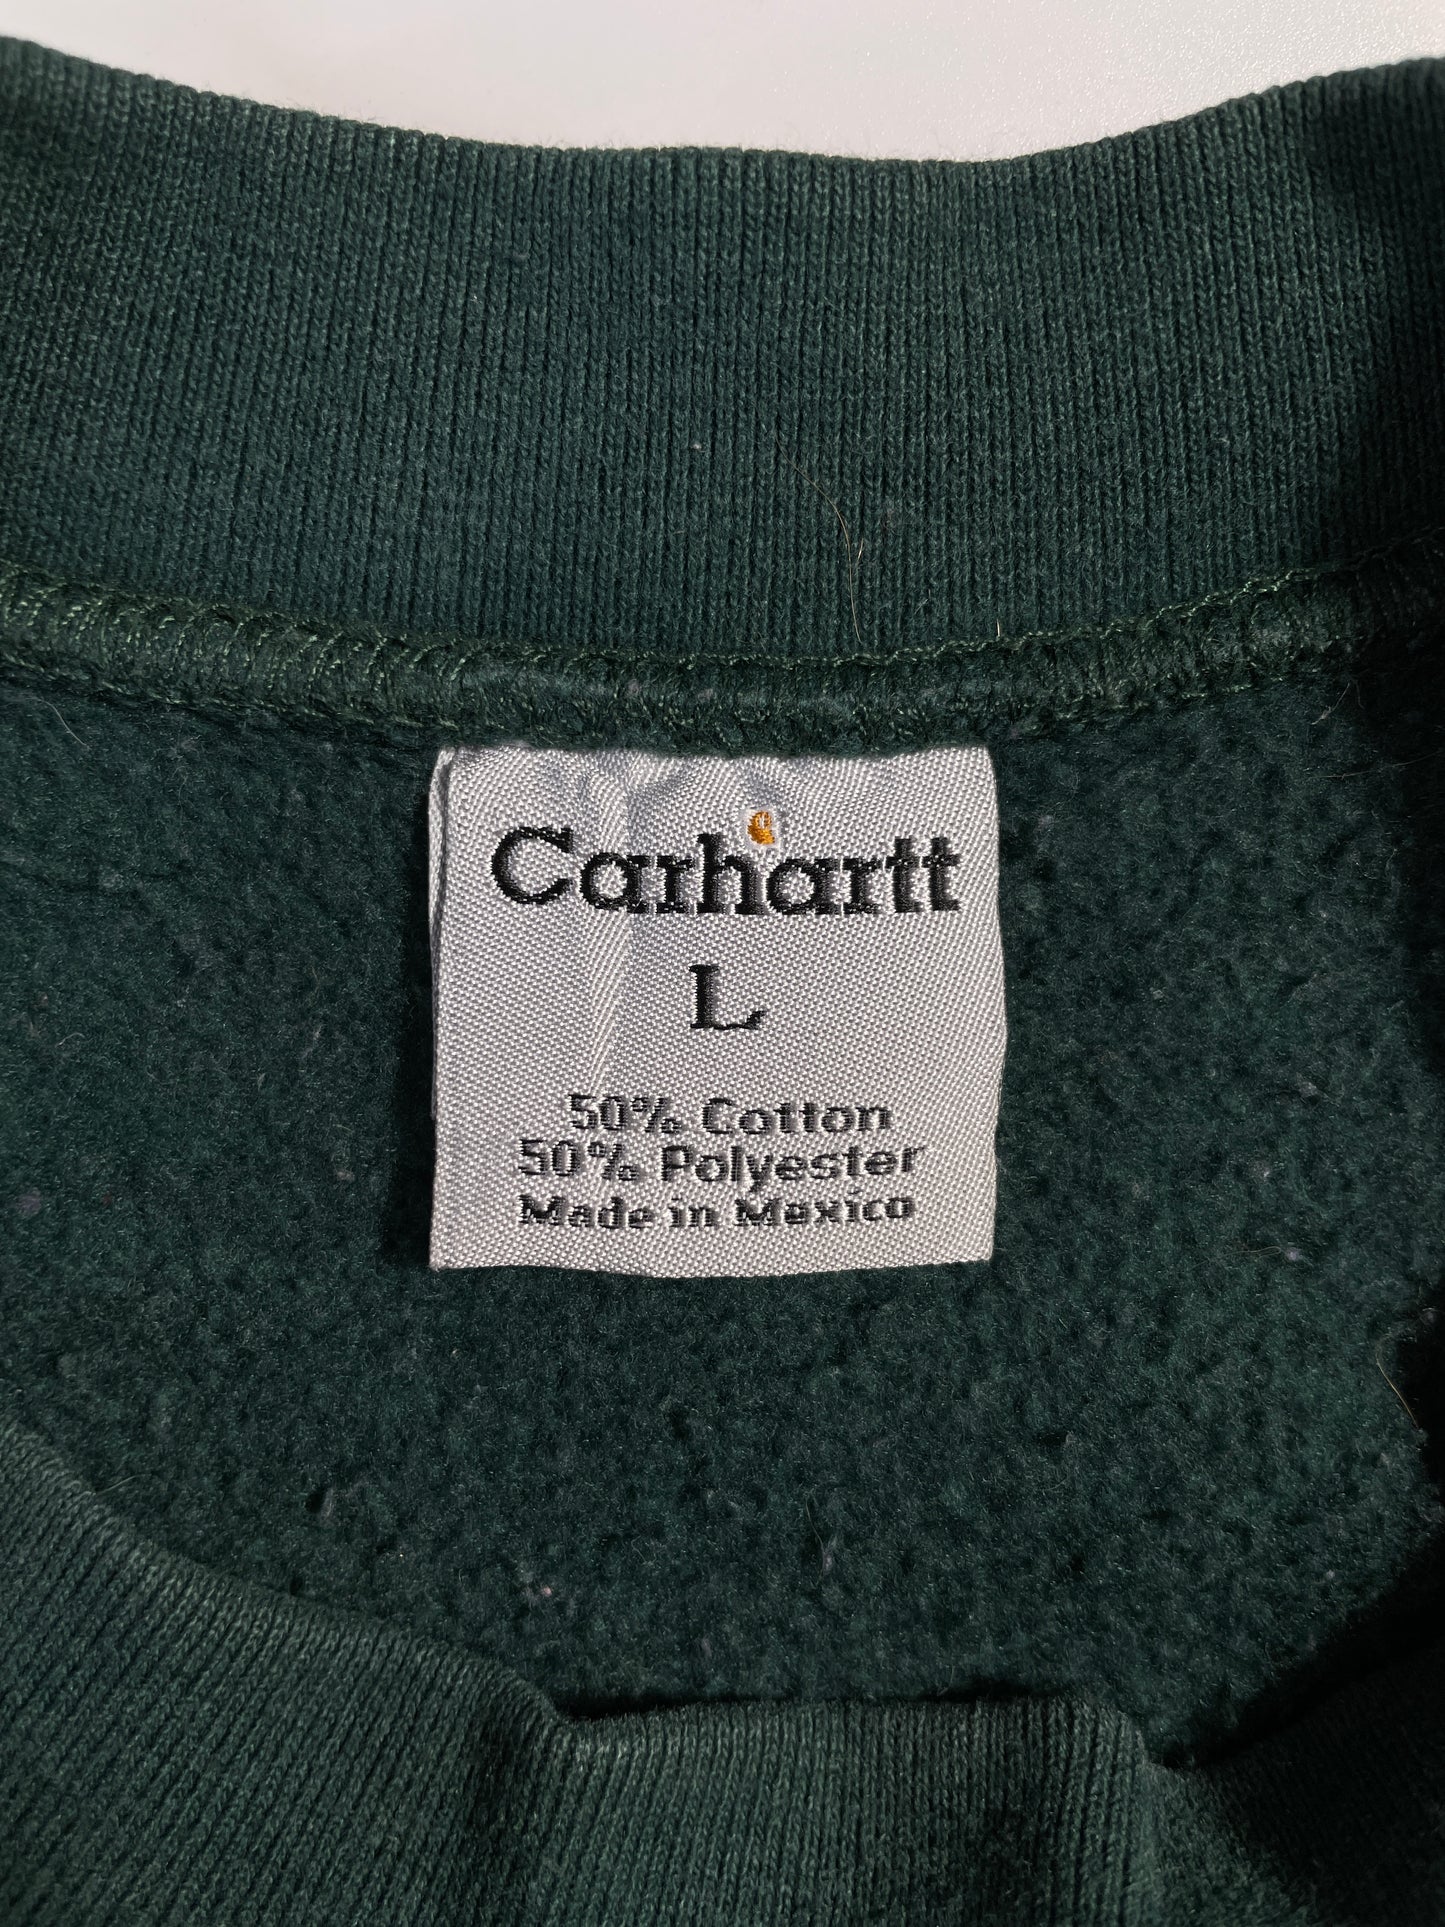 Carhartt
L
50% Cotton
50% Polyester
Made in Mexico